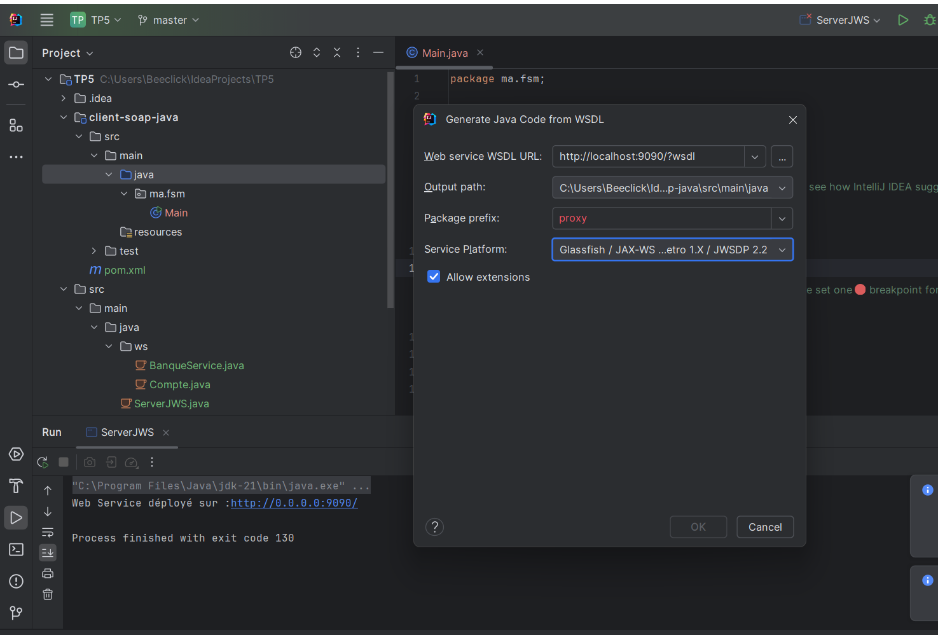 TP TP5 master ServerJWS
Project
Main.java
TP5 C:\Users\Beeclick\IdeaProjects\TP5
.idea
client-soap-java
src
main
java
ma.fsm
Main
resources
test
pom.xml
src
main
java
ws
BanqueService.java
Compte.java
ServerJWS.java
1 package ma.fsm;
2
see how IntelliJ IDEA sugg
e set one breakpoint for
Generate Java Code from WSDL
Web service WSDL URL: http://localhost:9090/?wsdl ...
Output path: C:\Users\Beeclick\Id...p-java\src\main\java
Package prefix: proxy
Service Platform: Glassfish / JAX-WS ...etro 1.X / JWSDP 2.2
Allow extensions
? OK Cancel
Run ServerJWS
"C:\Program Files\Java\jdk-21\bin\java.exe" ...
Web Service déployé sur :http://0.0.0.0:9090/
Process finished with exit code 130